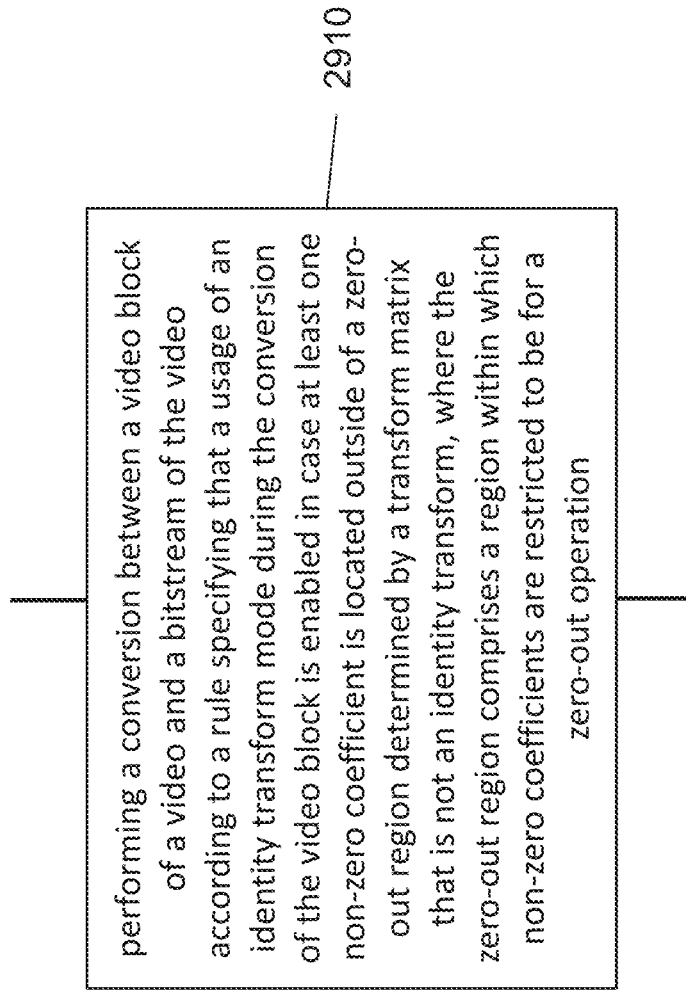 performing a conversion between a video block
of a video and a bitstream of the video
according to a rule specifying that a usage of an
identity transform mode during the conversion
of the video block is enabled in case at least one
non-zero coefficient is located outside of a zero-
out region determined by a transform matrix
that is not an identity transform, where the
zero-out region comprises a region within which
non-zero coefficients are restricted to be for a
zero-out operation
2910